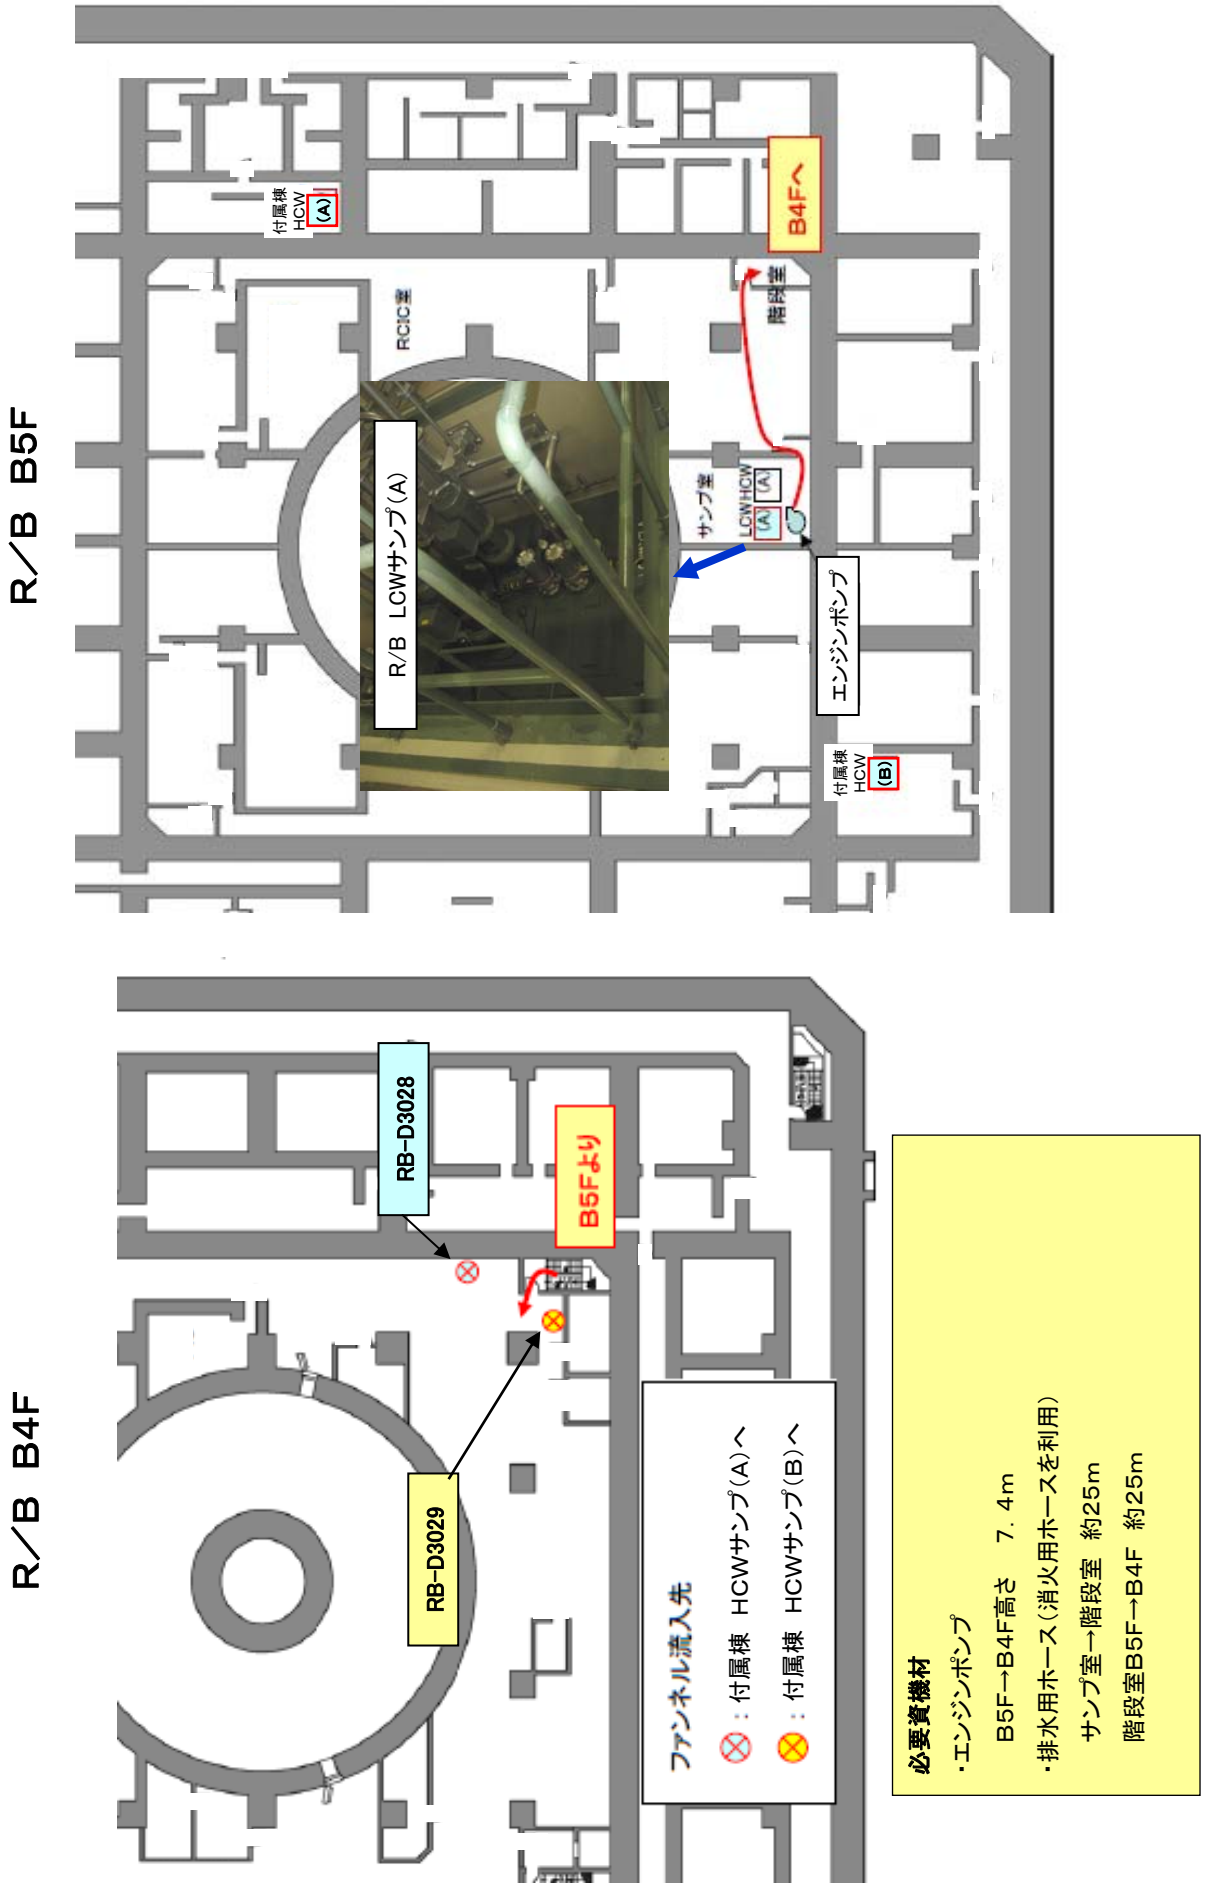 R/B B5F
付属棟
HCW
(A)
RCIC室
B4Fへ
階段室
R/B LCWサンプ(A)
サンプ室
LCW HCW
(A) (A)
エンジンポンプ
付属棟
HCW
(B)
R/B B4F
RB-D3028
B5Fより
RB-D3029
ファンネル流入先
：付属棟 HCWサンプ(A)へ
：付属棟 HCWサンプ(B)へ
必要資機材
・エンジンポンプ
B5F→B4F高さ 7.4m
・排水用ホース(消火用ホースを利用)
サンプ室→階段室 約25m
階段室B5F→B4F 約25m